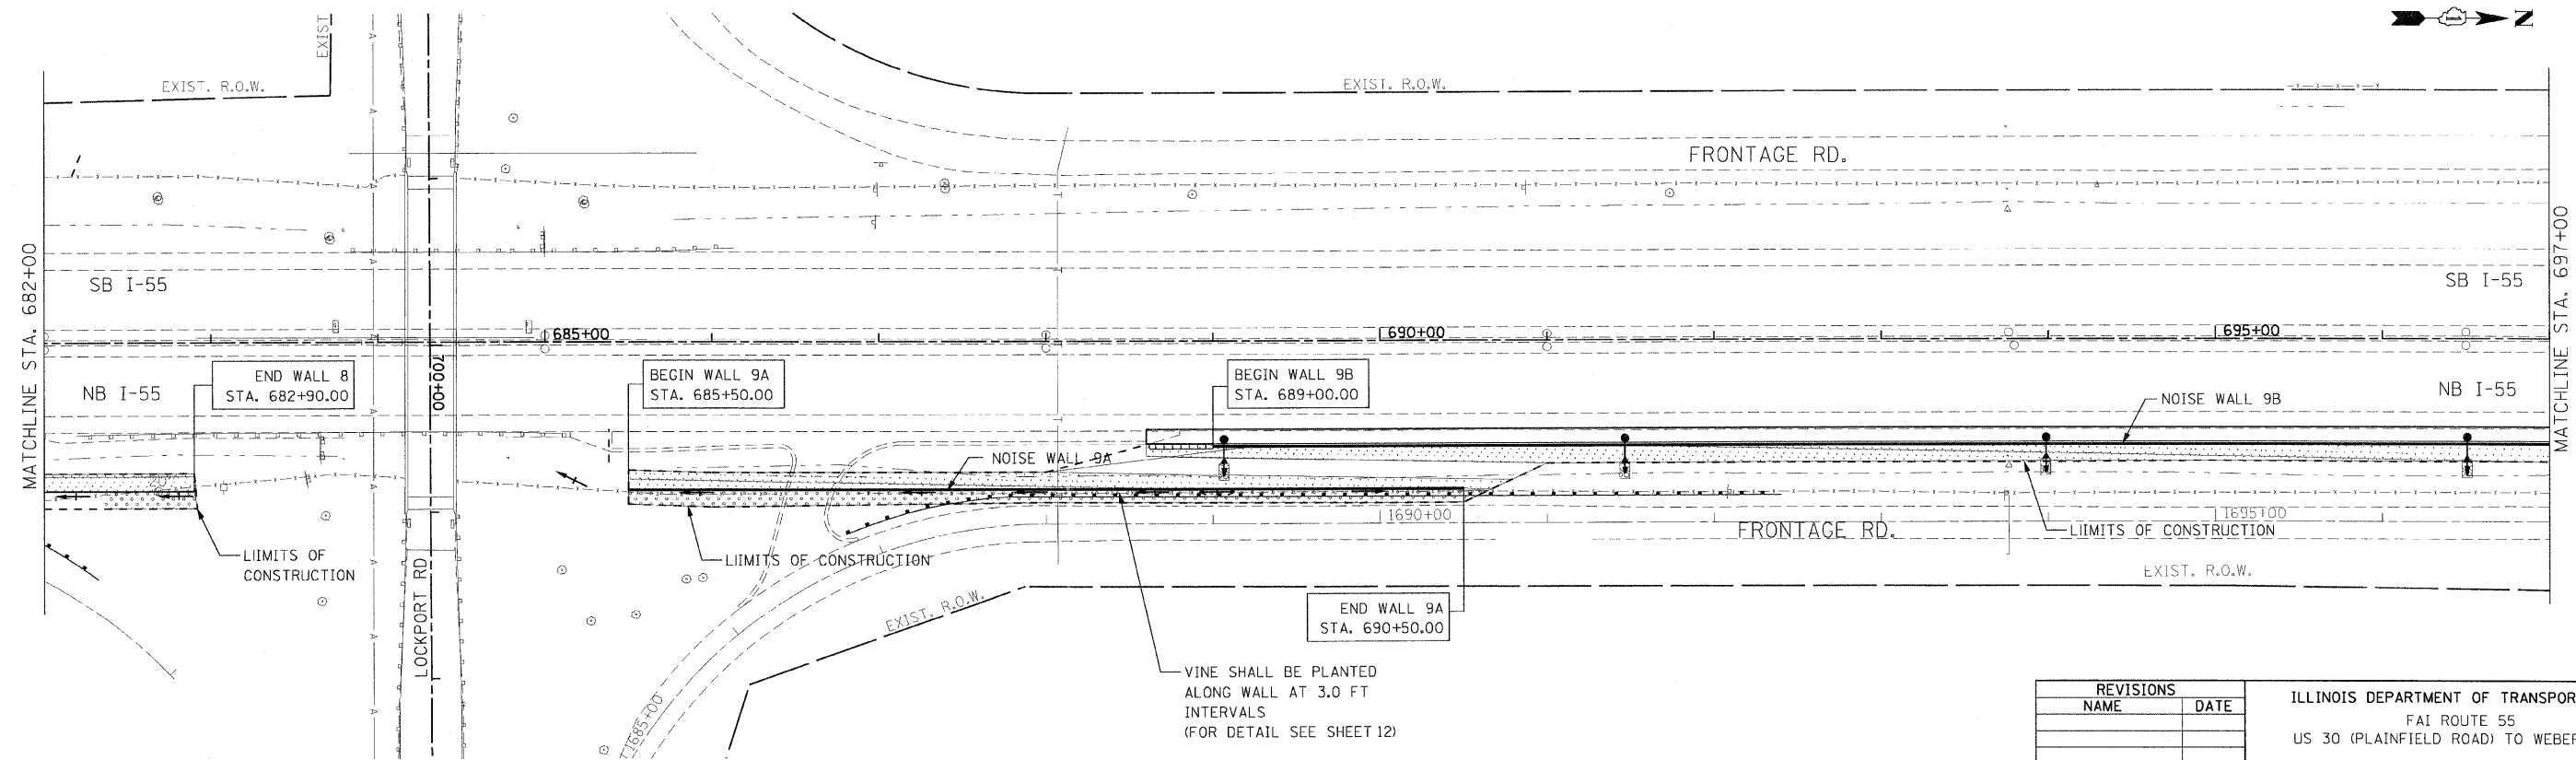 N
EXIST
EXIST. R.O.W.
EXIST. R.O.W.
FRONTAGE RD.
MATCHLINE STA. 682+00
MATCHLINE STA. 697+00
SB I-55
SB I-55
685+00
690+00
695+00
700+00
END WALL 8
STA. 682+90.00
BEGIN WALL 9A
STA. 685+50.00
BEGIN WALL 9B
STA. 689+00.00
NB I-55
NB I-55
NOISE WALL 9B
NOISE WALL 9A
1690+00
1695+00
FRONTAGE RD.
LIIMITS OF CONSTRUCTION
LIIMITS OF
CONSTRUCTION
LIIMITS OF CONSTRUCTION
LOCKPORT RD
EXIST. R.O.W.
EXIST. R.O.W.
END WALL 9A
STA. 690+50.00
1685+00
VINE SHALL BE PLANTED
ALONG WALL AT 3.0 FT
INTERVALS
(FOR DETAIL SEE SHEET 12)
REVISIONS
NAME DATE
ILLINOIS DEPARTMENT OF TRANSPOR
FAI ROUTE 55
US 30 (PLAINFIELD ROAD) TO WEBER